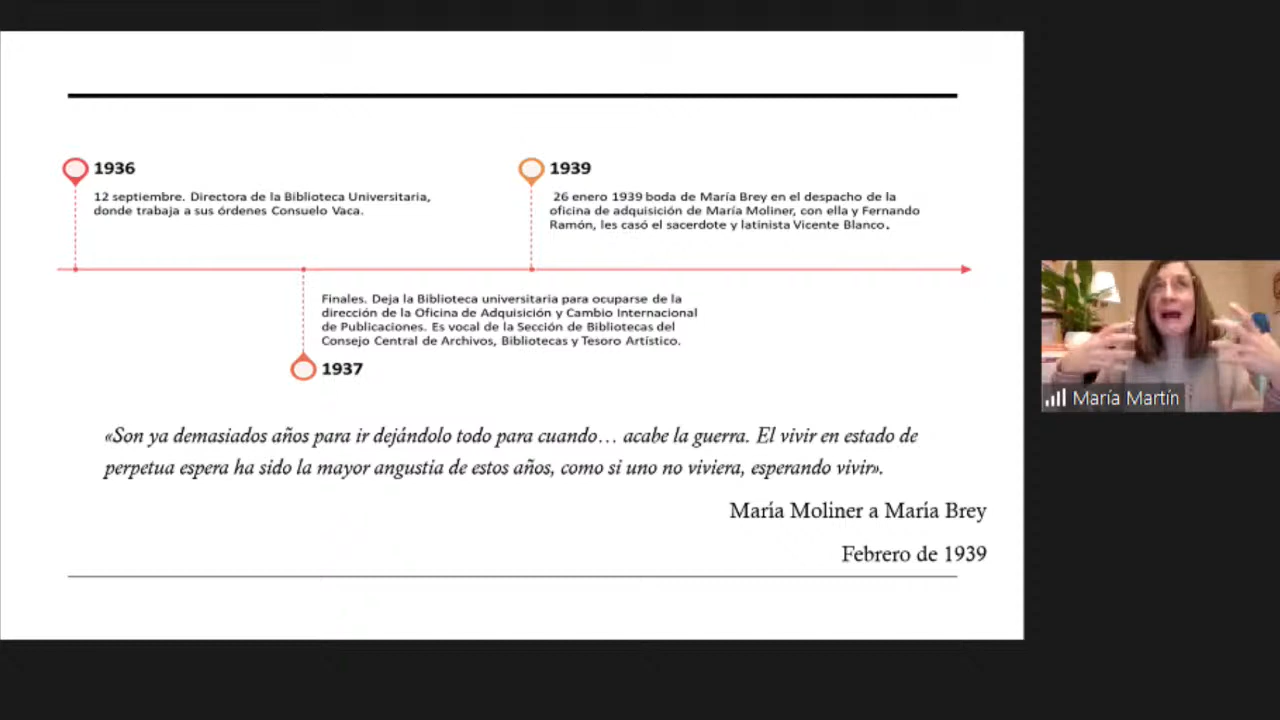 1936
12 septiembre. Directora de la Biblioteca Universitaria,
donde trabaja a sus órdenes Consuelo Vaca.
1939
26 enero 1939 boda de María Brey en el despacho de la
oficina de adquisición de María Moliner, con ella y Fernando
Ramón, les casó el sacerdote y latinista Vicente Blanco.
Finales. Deja la Biblioteca universitaria para ocuparse de la
dirección de la Oficina de Adquisición y Cambio Internacional
de Publicaciones. Es vocal de la Sección de Bibliotecas del
Consejo Central de Archivos, Bibliotecas y Tesoro Artístico.
1937
«Son ya demasiados años para ir dejándolo todo para cuando… acabe la guerra. El vivir en estado de
perpetua espera ha sido la mayor angustia de estos años, como si uno no viviera, esperando vivir».
María Moliner a María Brey
Febrero de 1939
María Martín